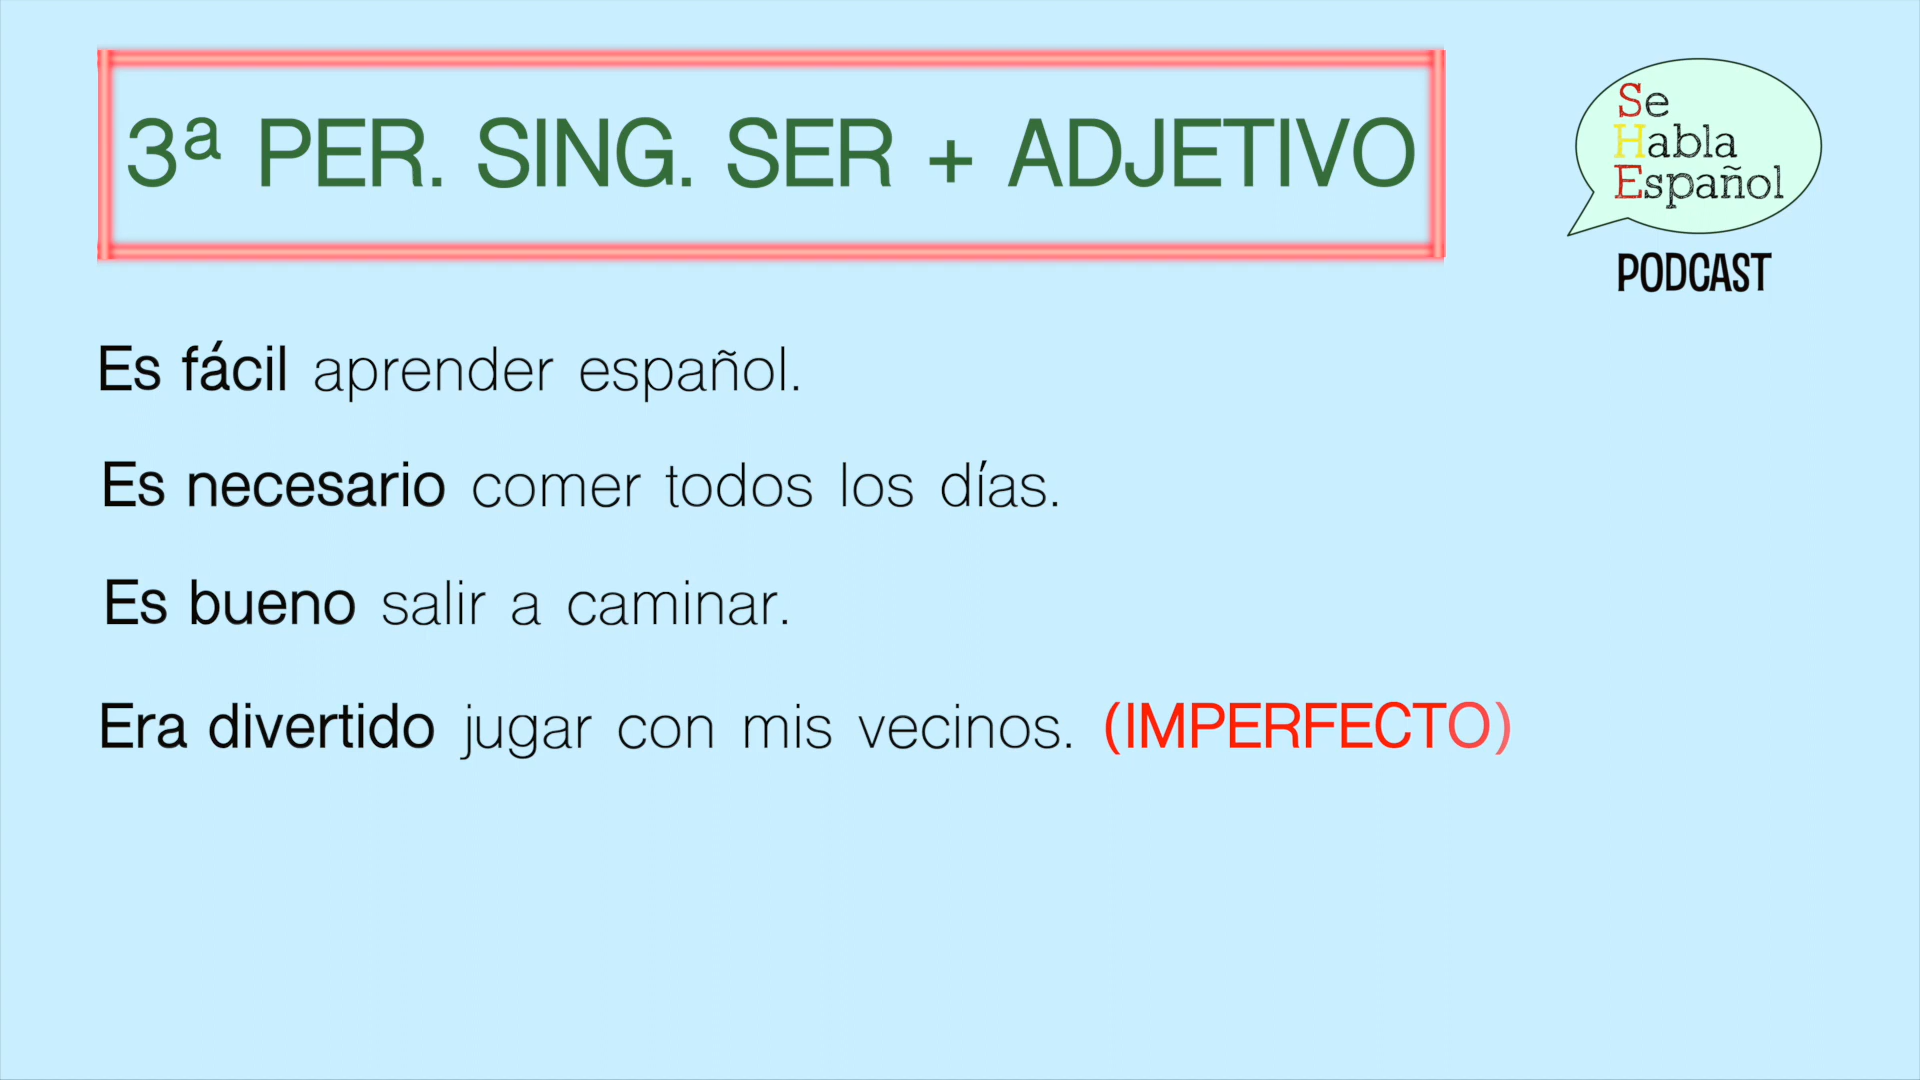 3ª PER. SING. SER + ADJETIVO
Se
Habla
Español
PODCAST
Es fácil aprender español.
Es necesario comer todos los días.
Es bueno salir a caminar.
Era divertido jugar con mis vecinos. (IMPERFECTO)